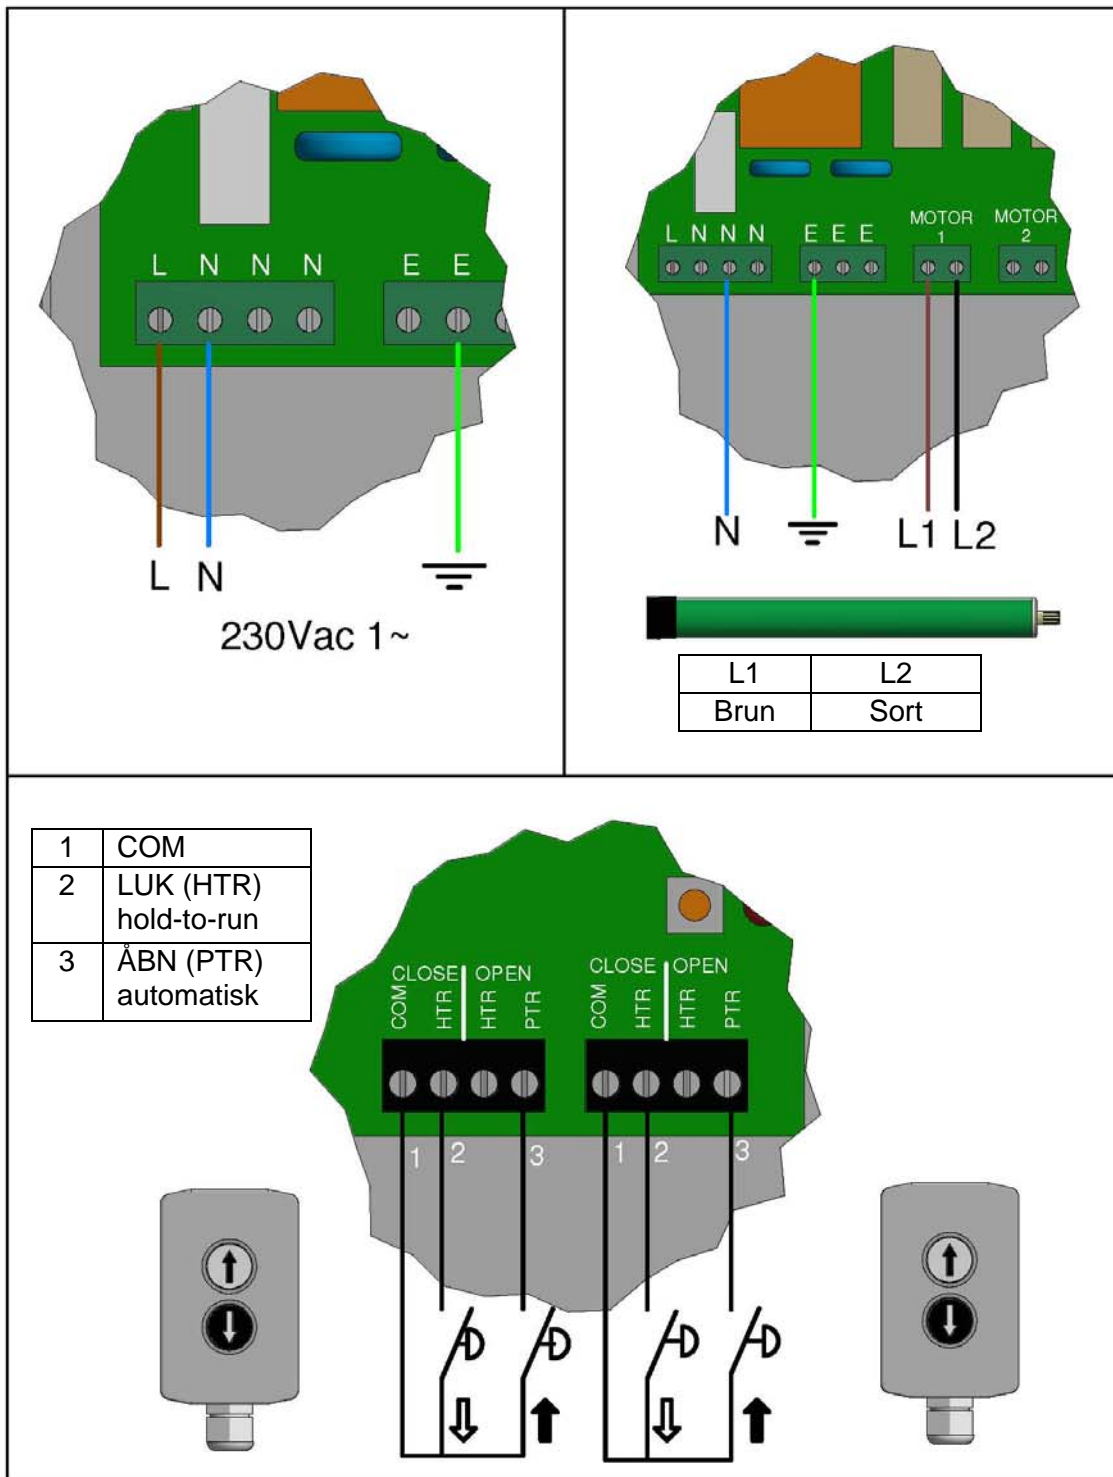 L N N N E E
L N
230Vac 1~
L N N N E E E MOTOR 1 MOTOR 2
N L1 L2
L1 L2
Brun Sort
1 COM
2 LUK (HTR)
hold-to-run
3 ÅBN (PTR)
automatisk
CLOSE OPEN
COM HTR HTR PTR
1 2 3
CLOSE OPEN
COM HTR HTR PTR
1 2 3